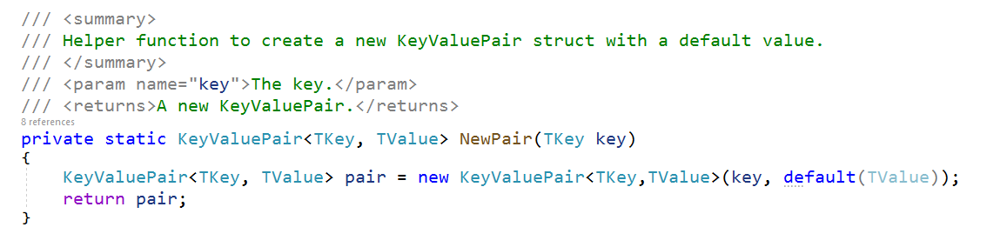 /// <summary>
/// Helper function to create a new KeyValuePair struct with a default value.
/// </summary>
/// <param name="key">The key.</param>
/// <returns>A new KeyValuePair.</returns>
8 references
private static KeyValuePair<TKey, TValue> NewPair(TKey key)
{
    KeyValuePair<TKey, TValue> pair = new KeyValuePair<TKey,TValue>(key, default(TValue));
    return pair;
}